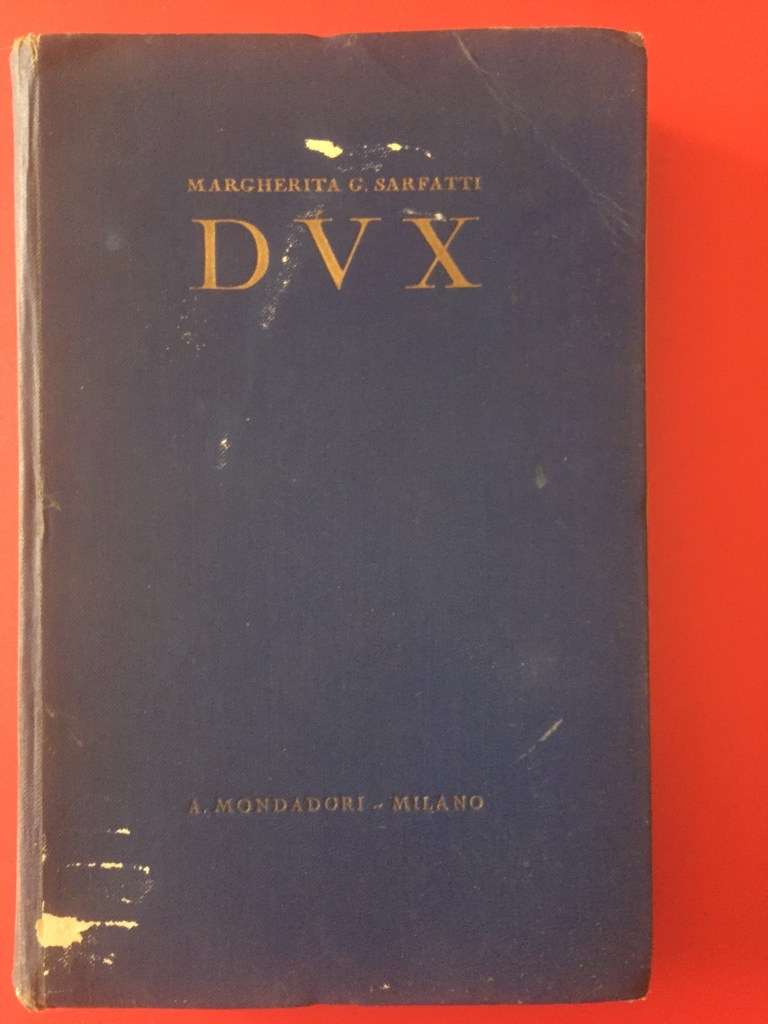 MARGHERITA G. SARFATTI
DVX
A. MONDADORI - MILANO